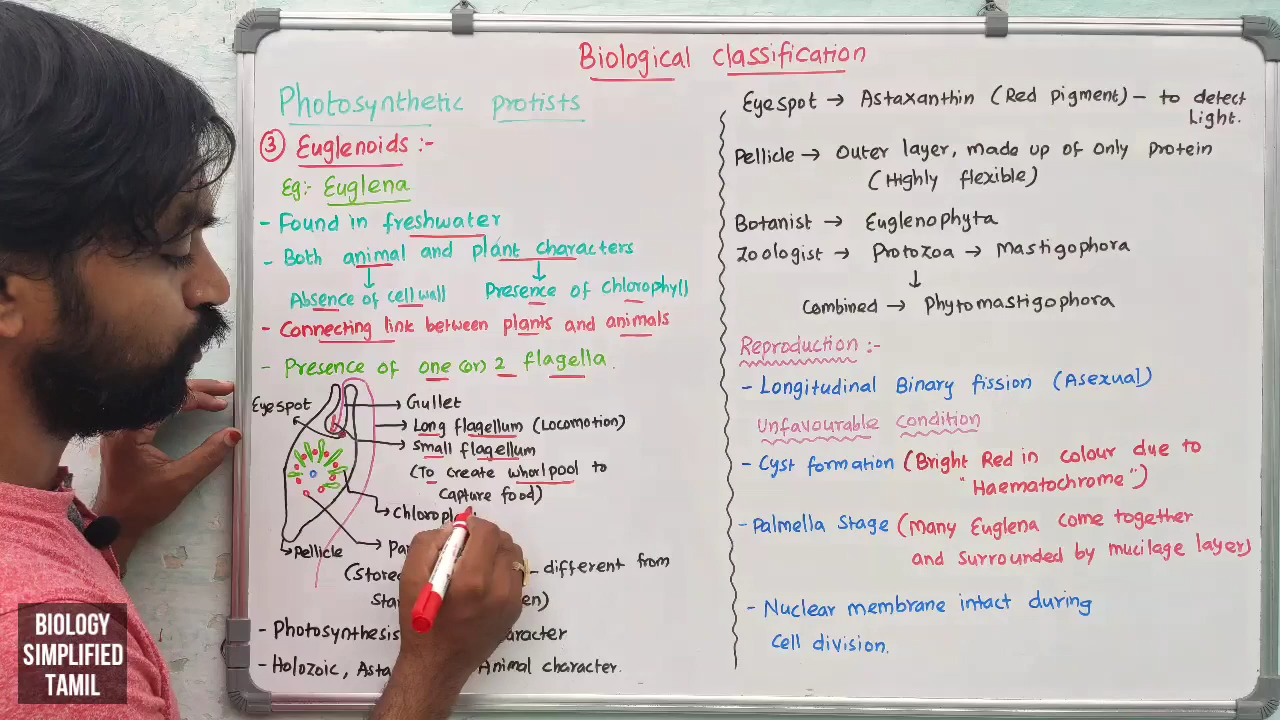 Biological classification
Photosynthetic protists
③ Euglenoids :-
Eg:- Euglena
- Found in freshwater
- Both animal and plant characters
Absence of cell wall
Presence of chlorophyll
- Connecting link between plants and animals
- Presence of one (or) 2 flagella.
Eyespot
Gullet
Long flagellum (Locomotion)
Small flagellum
(To create whorlpool to
Capture food)
Pellicle
(Store
different from
- Photosynthesis
- Holozoic,
Animal character.
Eyespot → Astaxanthin (Red pigment) – to detect
Light.
Pellicle → Outer layer, made up of only protein
(Highly flexible)
Botanist → Euglenophyta
Zoologist → Protozoa → Mastigophora
Combined → Phytomastigophora
Reproduction :-
- Longitudinal Binary fission (Asexual)
Unfavourable condition
- Cyst formation (Bright Red in colour due to
"Haematochrome")
- Palmella Stage (Many Euglena come together
and surrounded by mucilage layer)
- Nuclear membrane intact during
Cell division.
BIOLOGY
SIMPLIFIED
TAMIL